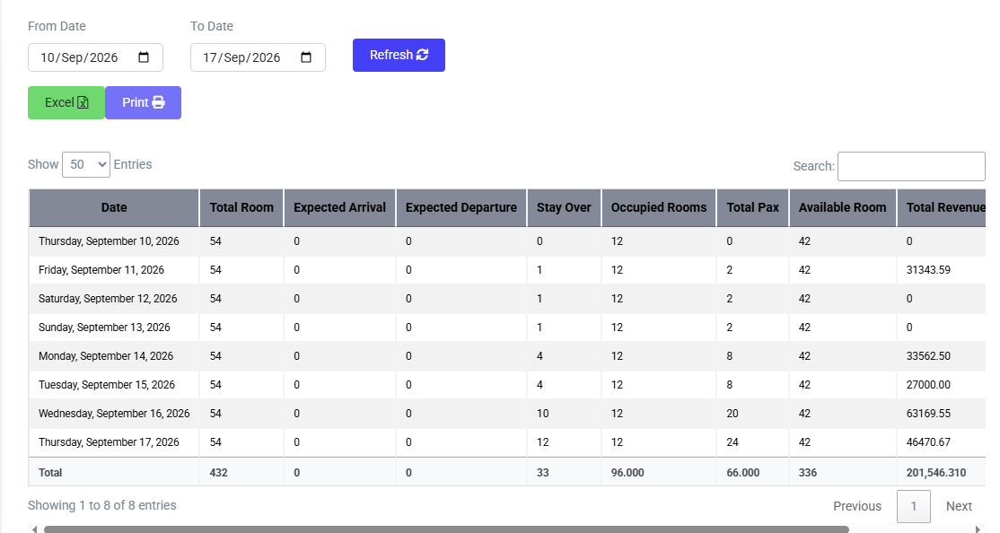 From Date To Date
10/Sep/2026 17/Sep/2026 Refresh
Excel Print
Show 50 Entries Search:
Date Total Room Expected Arrival Expected Departure Stay Over Occupied Rooms Total Pax Available Room Total Revenue
Thursday, September 10, 2026 54 0 0 0 12 0 42 0
Friday, September 11, 2026 54 0 0 1 12 2 42 31343.59
Saturday, September 12, 2026 54 0 0 1 12 2 42 0
Sunday, September 13, 2026 54 0 0 1 12 2 42 0
Monday, September 14, 2026 54 0 0 4 12 8 42 33562.50
Tuesday, September 15, 2026 54 0 0 4 12 8 42 27000.00
Wednesday, September 16, 2026 54 0 0 10 12 20 42 63169.55
Thursday, September 17, 2026 54 0 0 12 12 24 42 46470.67
Total 432 0 0 33 96.000 66.000 336 201,546.310
Showing 1 to 8 of 8 entries Previous 1 Next